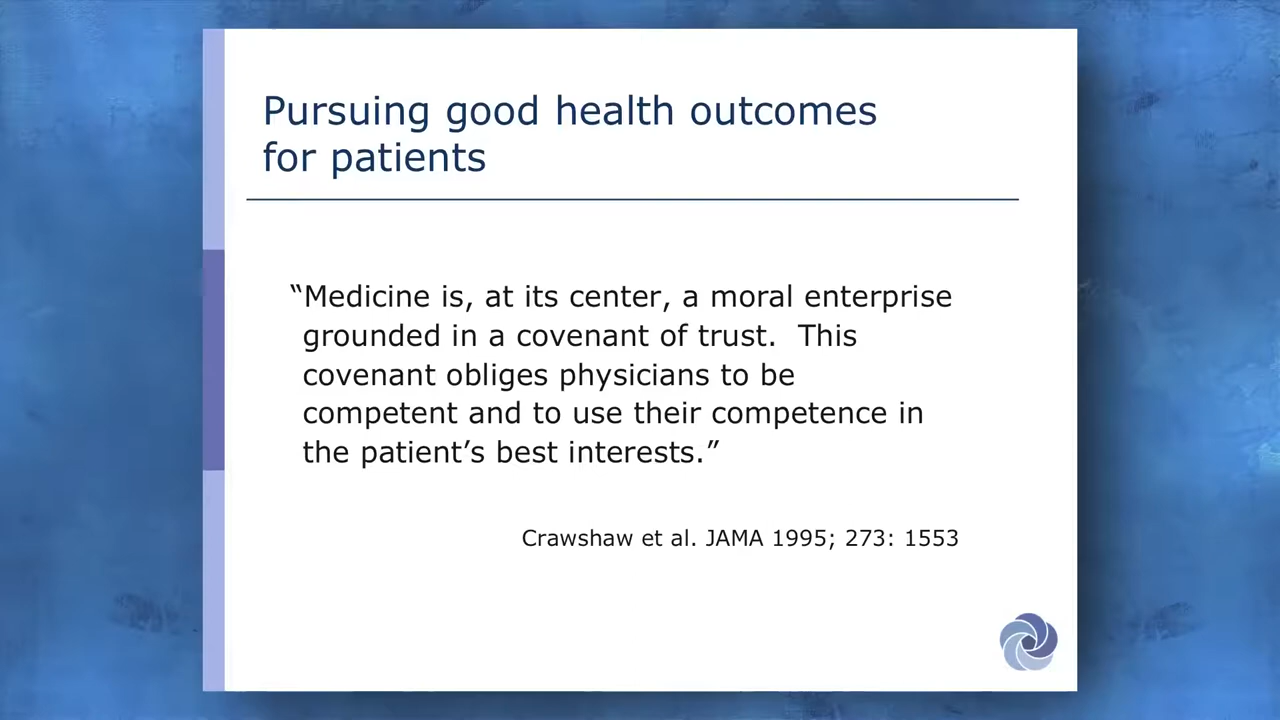 Pursuing good health outcomes
for patients
“Medicine is, at its center, a moral enterprise
grounded in a covenant of trust.  This
covenant obliges physicians to be
competent and to use their competence in
the patient’s best interests.”
Crawshaw et al. JAMA 1995; 273: 1553